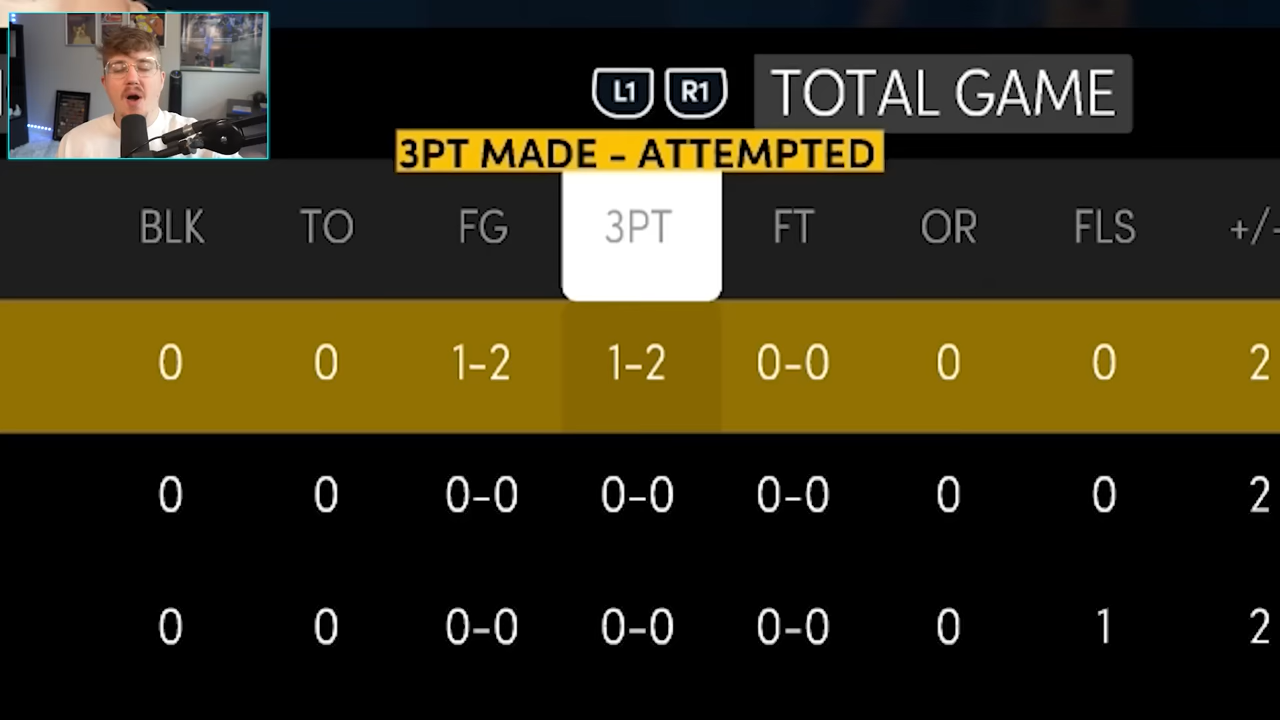 L1 R1 TOTAL GAME
3PT MADE - ATTEMPTED
BLK TO FG 3PT FT OR FLS +/-
0 0 1-2 1-2 0-0 0 0 2
0 0 0-0 0-0 0-0 0 0 2
0 0 0-0 0-0 0-0 0 1 2